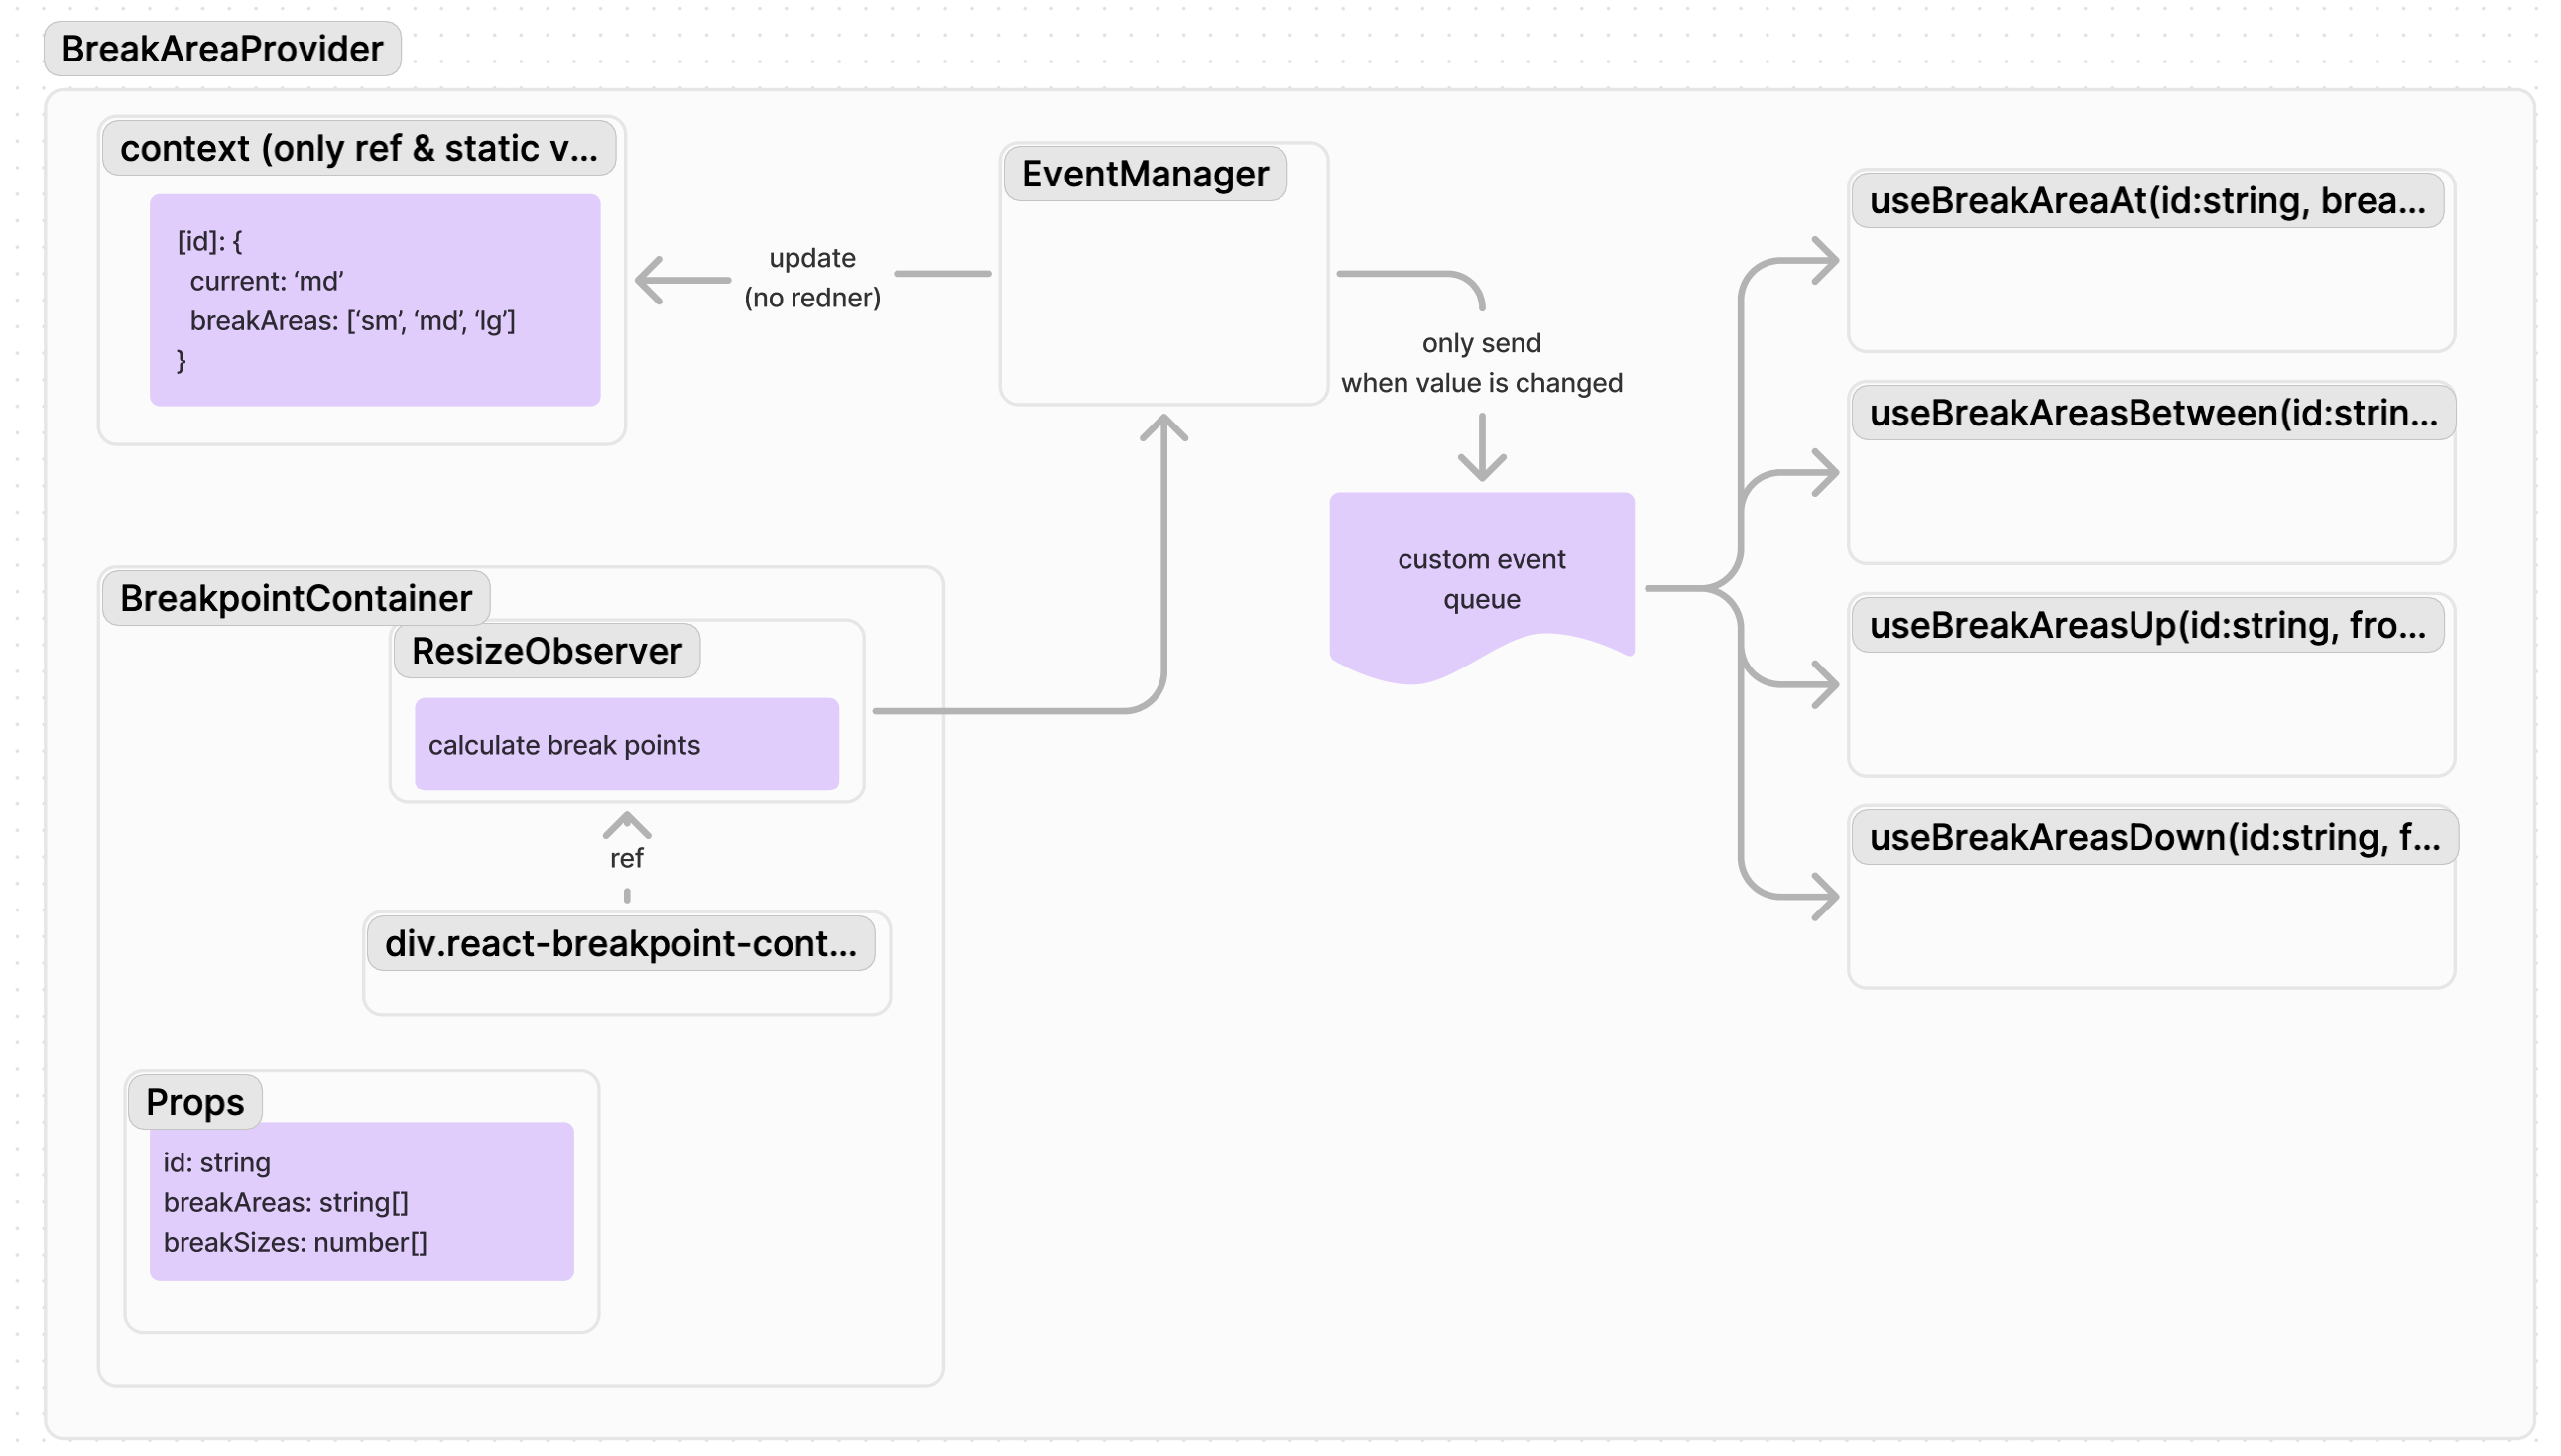 BreakAreaProvider
context (only ref & static v...
[id]: {
current: ‘md’
breakAreas: [‘sm’, ‘md’, ‘lg’]
}
update
(no redner)
EventManager
only send
when value is changed
custom event
queue
useBreakAreaAt(id:string, brea...
useBreakAreasBetween(id:strin...
useBreakAreasUp(id:string, fro...
useBreakAreasDown(id:string, f...
BreakpointContainer
ResizeObserver
calculate break points
ref
div.react-breakpoint-cont...
Props
id: string
breakAreas: string[]
breakSizes: number[]